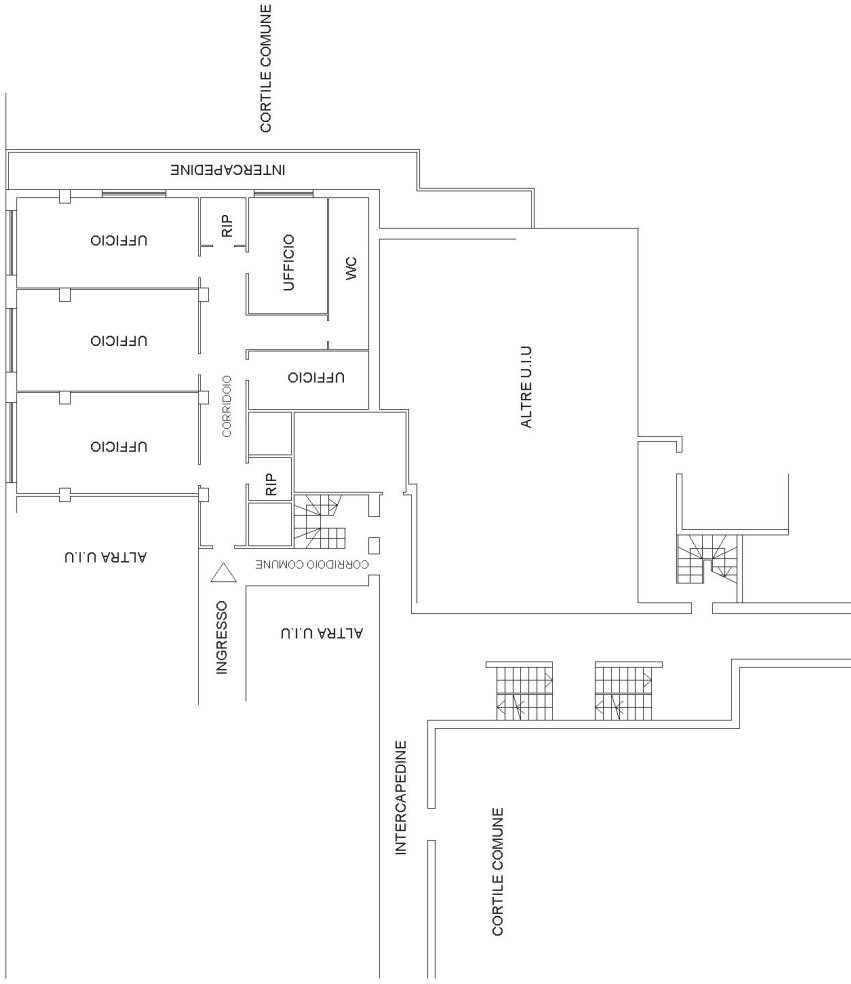 CORTILE COMUNE
INTERCAPEDINE
UFFICIO
RIP
UFFICIO
WC
UFFICIO
CORRIDOIO
UFFICIO
ALTRE U.I.U
UFFICIO
RIP
ALTRA U.I.U
CORRIDOIO COMUNE
INGRESSO
ALTRA U.I.U
INTERCAPEDINE
CORTILE COMUNE